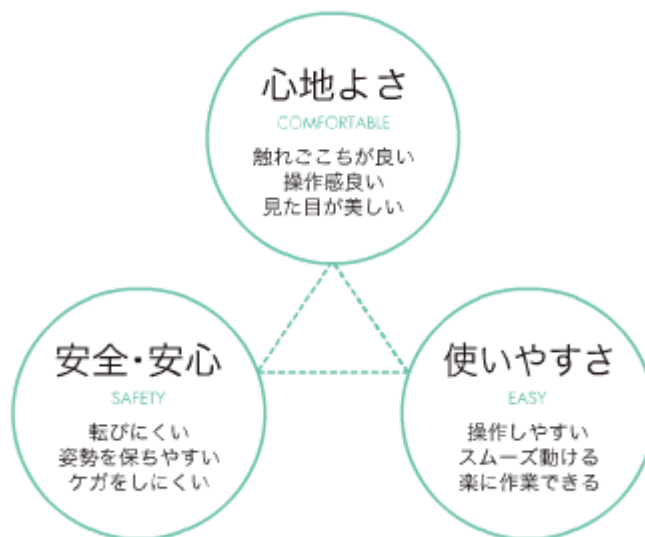 心地よさ
COMFORTABLE
触れごこちが良い
操作感良い
見た目が美しい
安全・安心
SAFETY
転びにくい
姿勢を保ちやすい
ケガをしにくい
使いやすさ
EASY
操作しやすい
スムーズ動ける
楽に作業できる